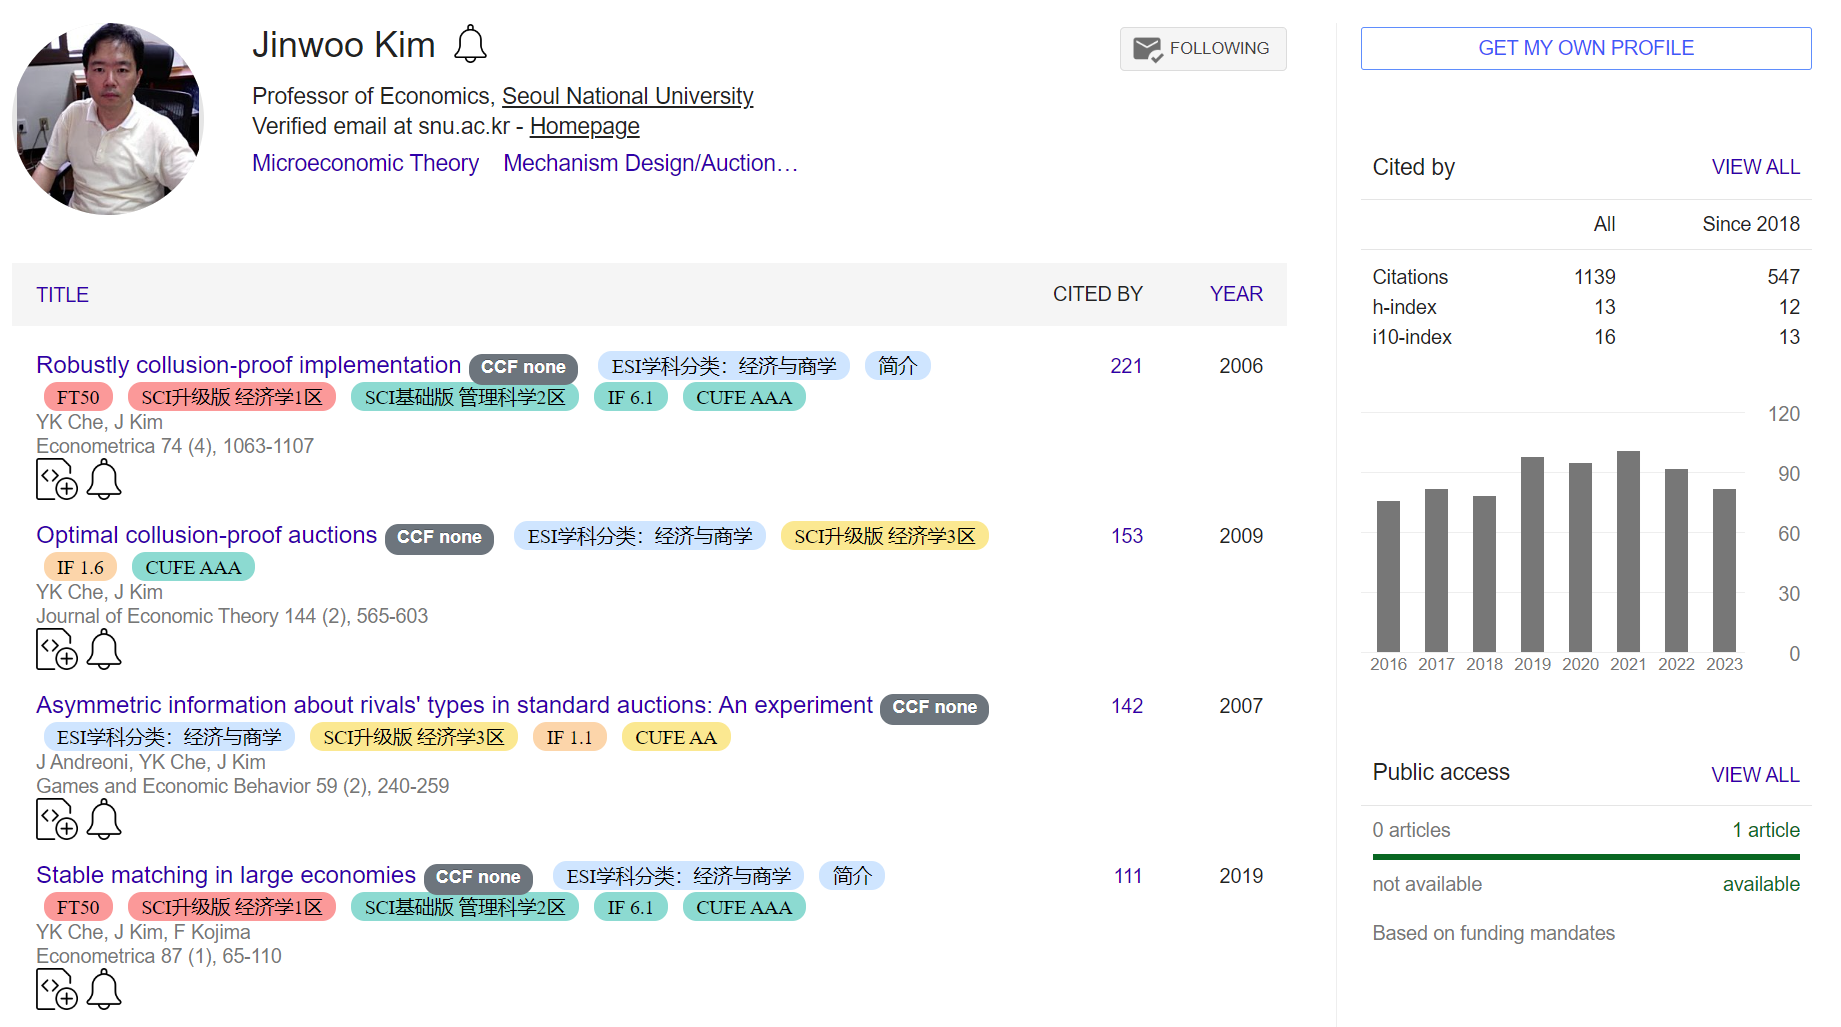 Jinwoo Kim
FOLLOWING
Professor of Economics, Seoul National University
Verified email at snu.ac.kr - Homepage
Microeconomic Theory Mechanism Design/Auction…
TITLE CITED BY YEAR
Robustly collusion-proof implementation CCF none ESI学科分类：经济与商学 简介 221 2006
FT50 SCI升级版 经济学1区 SCI基础版 管理科学2区 IF 6.1 CUFE AAA
YK Che, J Kim
Econometrica 74 (4), 1063-1107
Optimal collusion-proof auctions CCF none ESI学科分类：经济与商学 SCI升级版 经济学3区 153 2009
IF 1.6 CUFE AAA
YK Che, J Kim
Journal of Economic Theory 144 (2), 565-603
Asymmetric information about rivals' types in standard auctions: An experiment CCF none 142 2007
ESI学科分类：经济与商学 SCI升级版 经济学3区 IF 1.1 CUFE AA
J Andreoni, YK Che, J Kim
Games and Economic Behavior 59 (2), 240-259
Stable matching in large economies CCF none ESI学科分类：经济与商学 简介 111 2019
FT50 SCI升级版 经济学1区 SCI基础版 管理科学2区 IF 6.1 CUFE AAA
YK Che, J Kim, F Kojima
Econometrica 87 (1), 65-110
GET MY OWN PROFILE
Cited by VIEW ALL
All Since 2018
Citations 1139 547
h-index 13 12
i10-index 16 13
120
90
60
30
0
2016 2017 2018 2019 2020 2021 2022 2023
Public access VIEW ALL
0 articles 1 article
not available available
Based on funding mandates